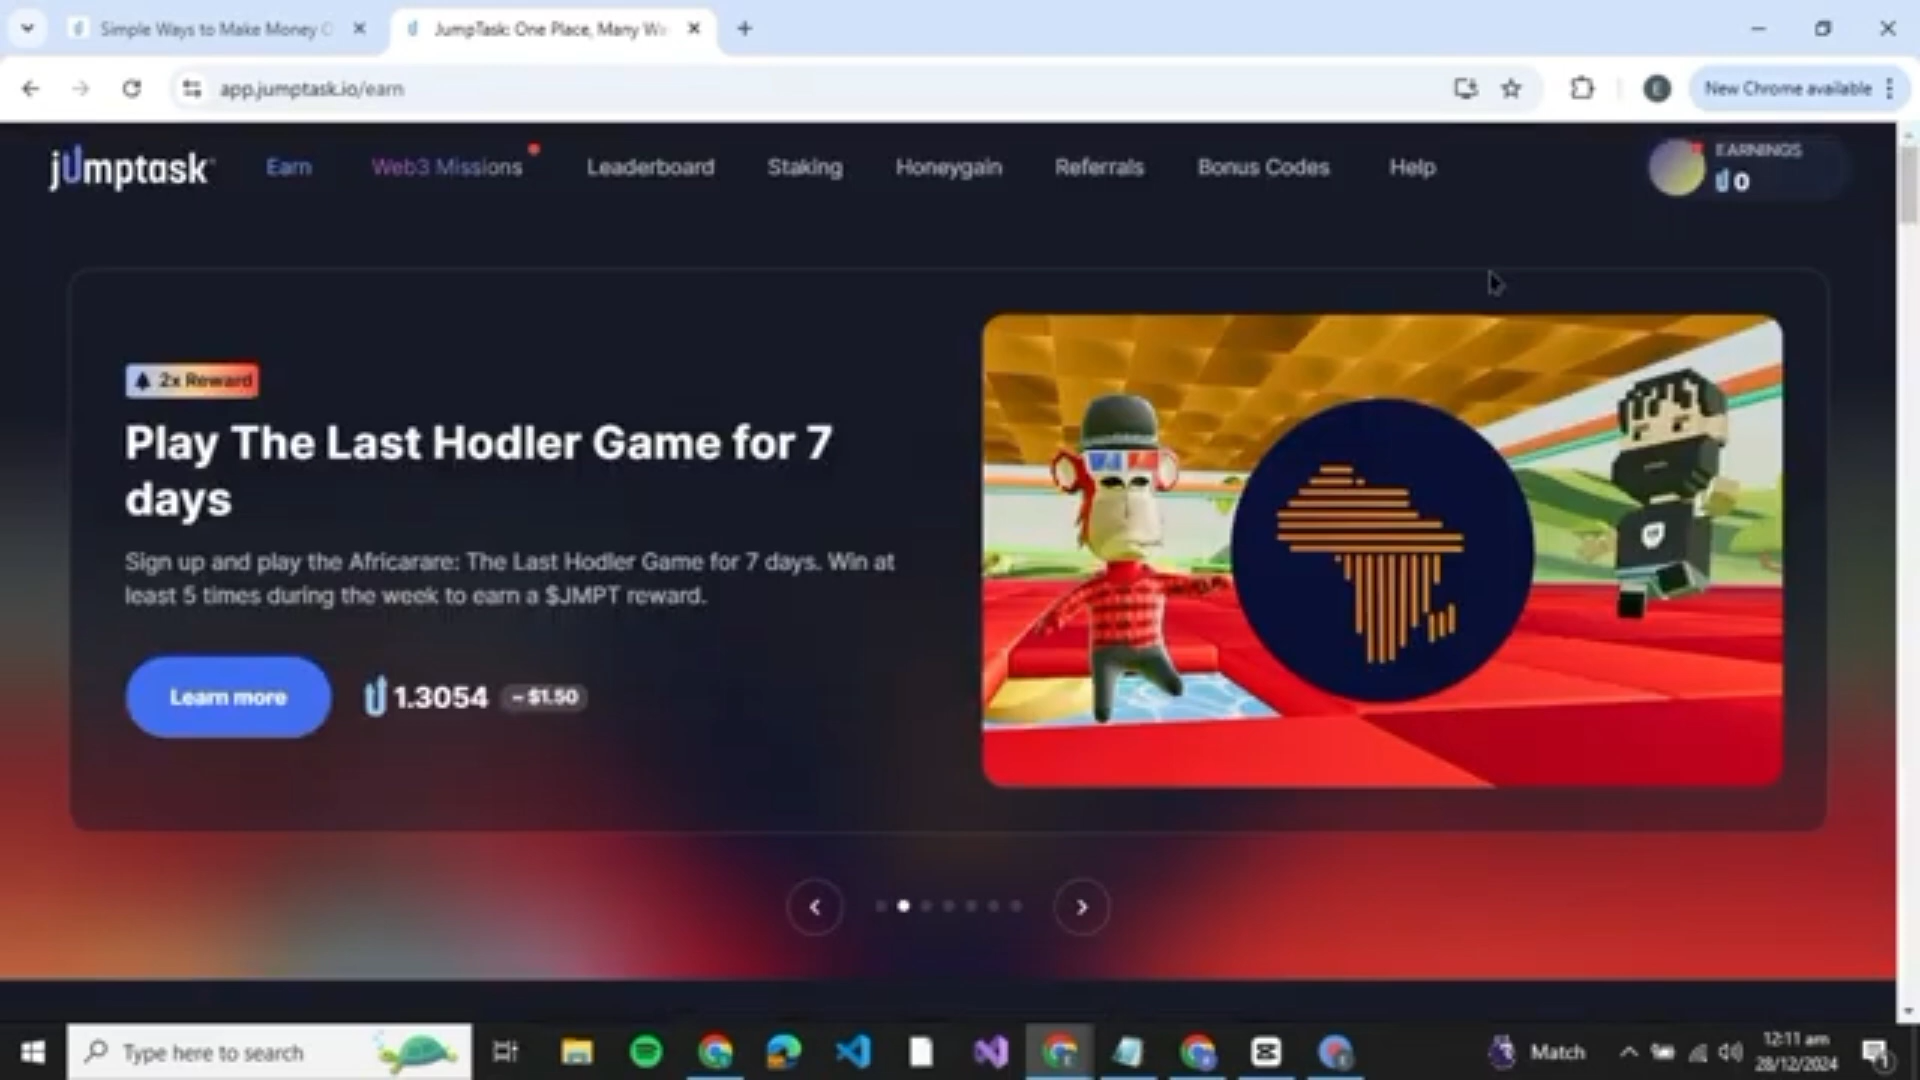 Simple Ways to Make Money O
JumpTask: One Place, Many Wa
app.jumptask.io/earn
New Chrome available
jumptask
Earn
Web3 Missions
Leaderboard
Staking
Honeygain
Referrals
Bonus Codes
Help
EARNINGS
0
2x Reward
Play The Last Hodler Game for 7
days
Sign up and play the Africarare: The Last Hodler Game for 7 days. Win at
least 5 times during the week to earn a $JMPT reward.
Learn more
1.3054
~ $1.50
Type here to search
Match
12:11 am
28/12/2024